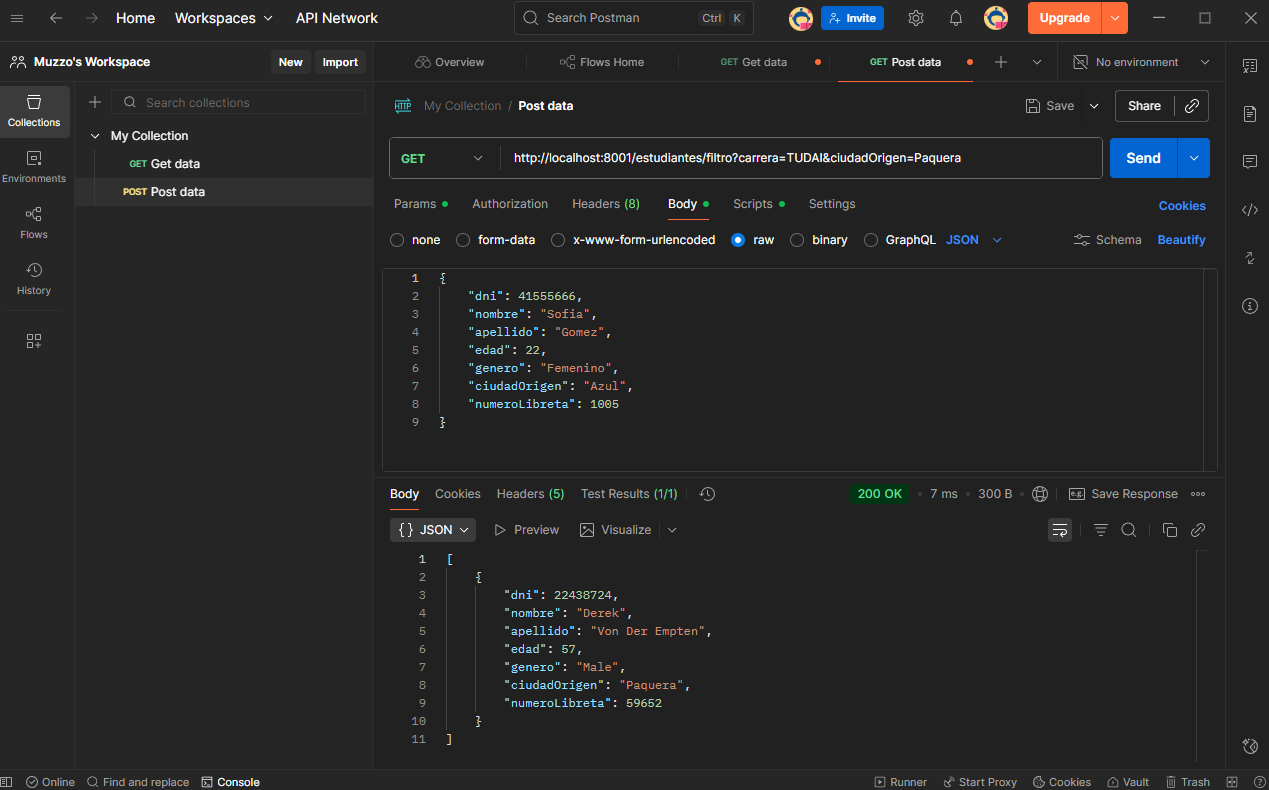 Home Workspaces API Network Search Postman Ctrl K Invite Upgrade
Muzzo's Workspace New Import Overview Flows Home GET Get data GET Post data No environment
Collections
Environments
Flows
History
Search collections
My Collection
GET Get data
POST Post data
HTTP My Collection / Post data Save Share
GET http://localhost:8001/estudiantes/filtro?carrera=TUDAI&ciudadOrigen=Paquera Send
Params Authorization Headers (8) Body Scripts Settings Cookies
none form-data x-www-form-urlencoded raw binary GraphQL JSON Schema Beautify
1 {
2 "dni": 41555666,
3 "nombre": "Sofia",
4 "apellido": "Gomez",
5 "edad": 22,
6 "genero": "Femenino",
7 "ciudadOrigen": "Azul",
8 "numeroLibreta": 1005
9 }
Body Cookies Headers (5) Test Results (1/1) 200 OK 7 ms 300 B e.g. Save Response
{} JSON Preview Visualize
1 [
2 {
3 "dni": 22438724,
4 "nombre": "Derek",
5 "apellido": "Von Der Empten",
6 "edad": 57,
7 "genero": "Male",
8 "ciudadOrigen": "Paquera",
9 "numeroLibreta": 59652
10 }
11 ]
Online Find and replace Console Runner Start Proxy Cookies Vault Trash